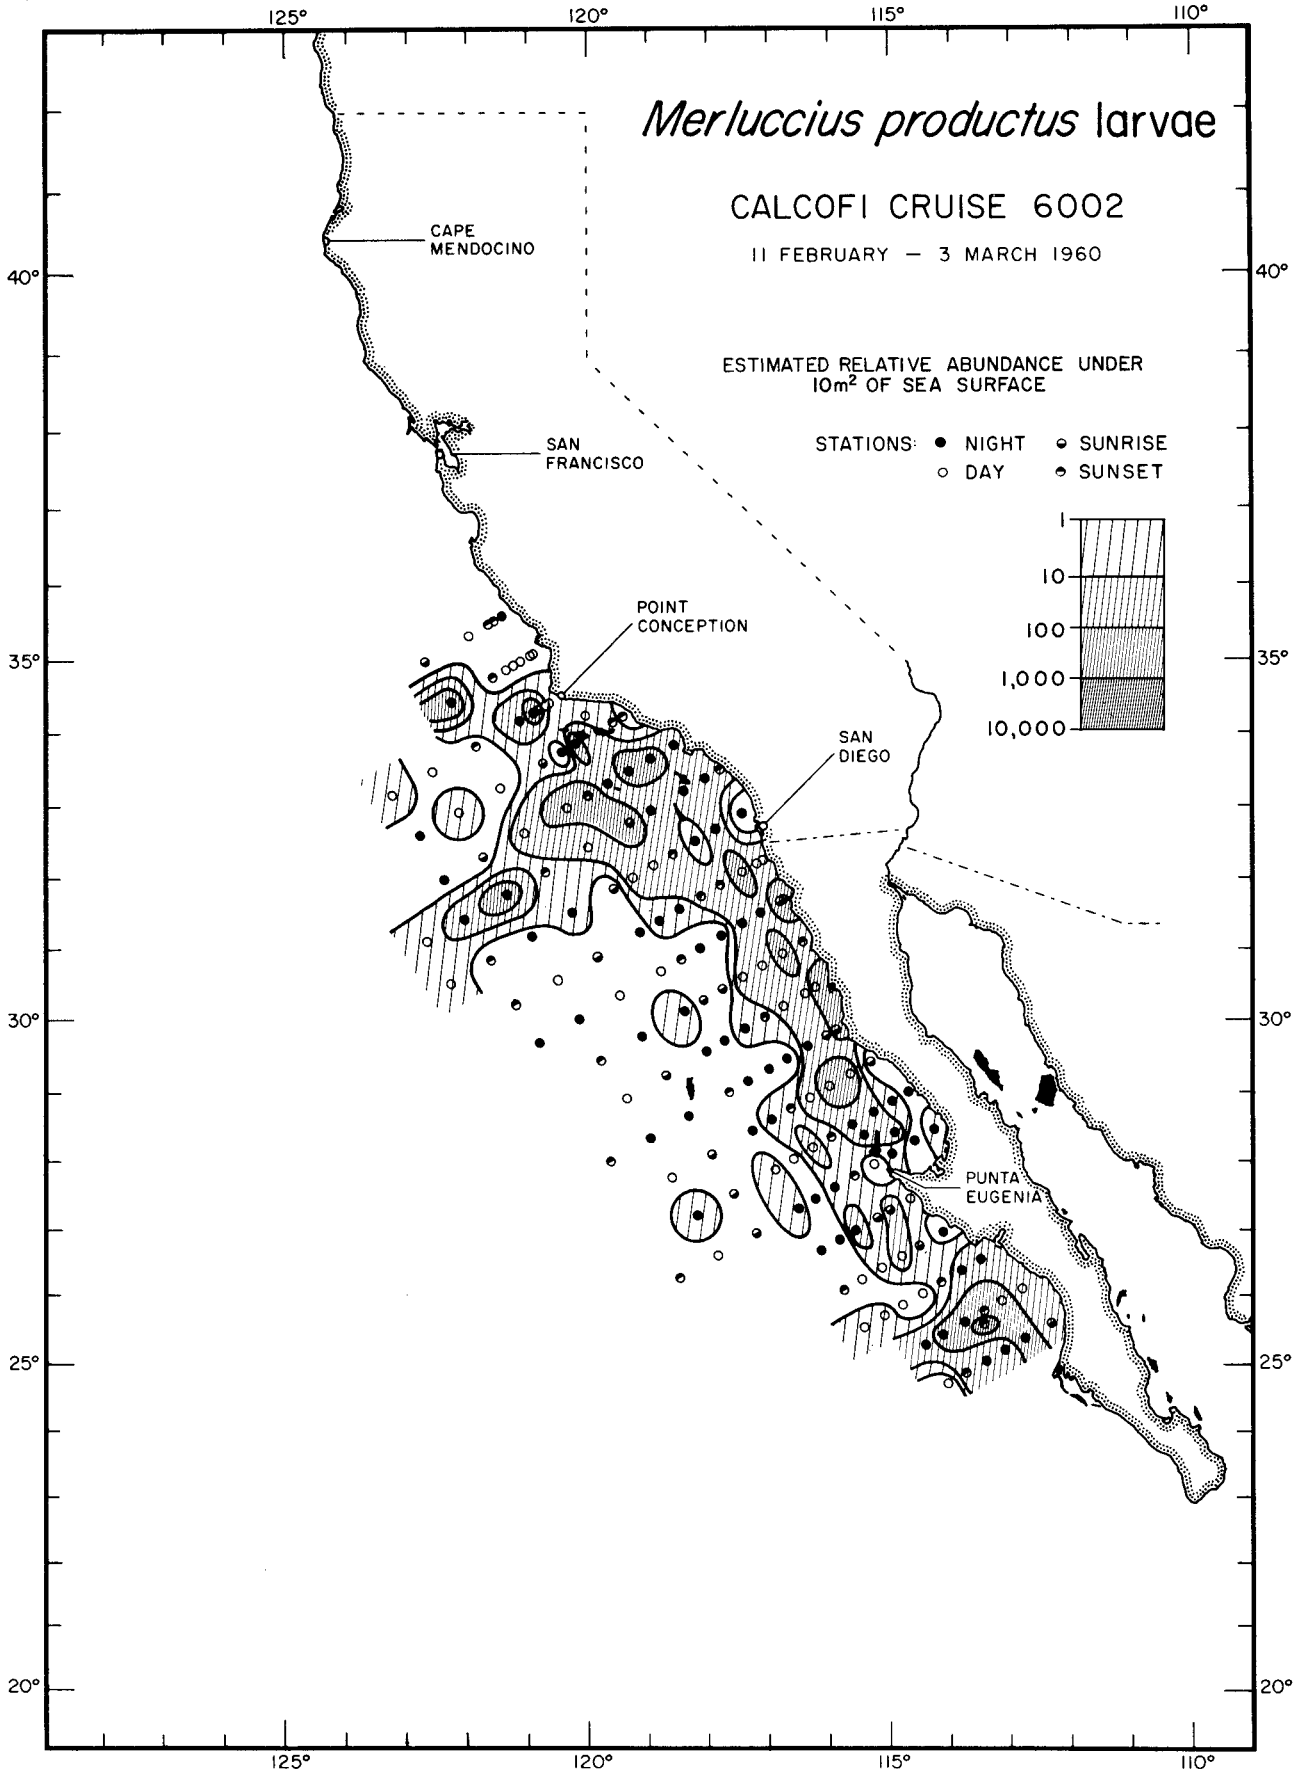 125°
120°
115°
110°
Merluccius productus larvae
CALCOFI CRUISE 6002
11 FEBRUARY – 3 MARCH 1960
CAPE
MENDOCINO
40°
40°
ESTIMATED RELATIVE ABUNDANCE UNDER
10m² OF SEA SURFACE
STATIONS: ● NIGHT ◒ SUNRISE
○ DAY ◓ SUNSET
SAN
FRANCISCO
1
10
100
1,000
10,000
POINT
CONCEPTION
35°
35°
SAN
DIEGO
30°
30°
PUNTA
EUGENIA
25°
25°
20°
20°
125°
120°
115°
110°